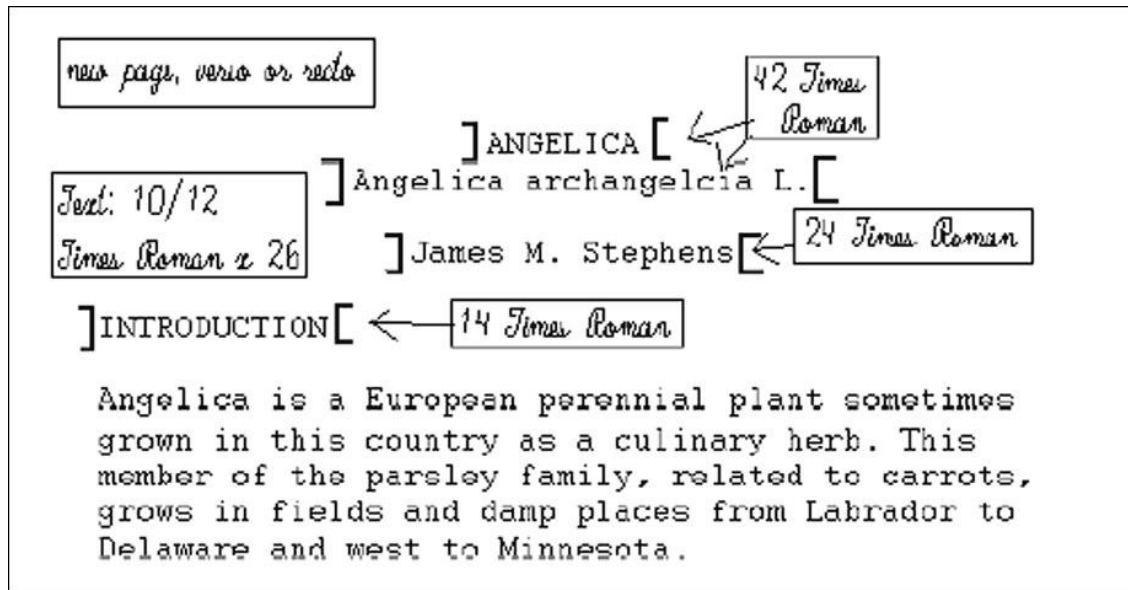 new page, verso or recto
42 Times
Roman
]ANGELICA[
]Angelica archangelcia L.[
Text: 10/12
Times Roman x 26
]James M. Stephens[
24 Times Roman
]INTRODUCTION[
14 Times Roman
Angelica is a European perennial plant sometimes
grown in this country as a culinary herb. This
member of the parsley family, related to carrots,
grows in fields and damp places from Labrador to
Delaware and west to Minnesota.